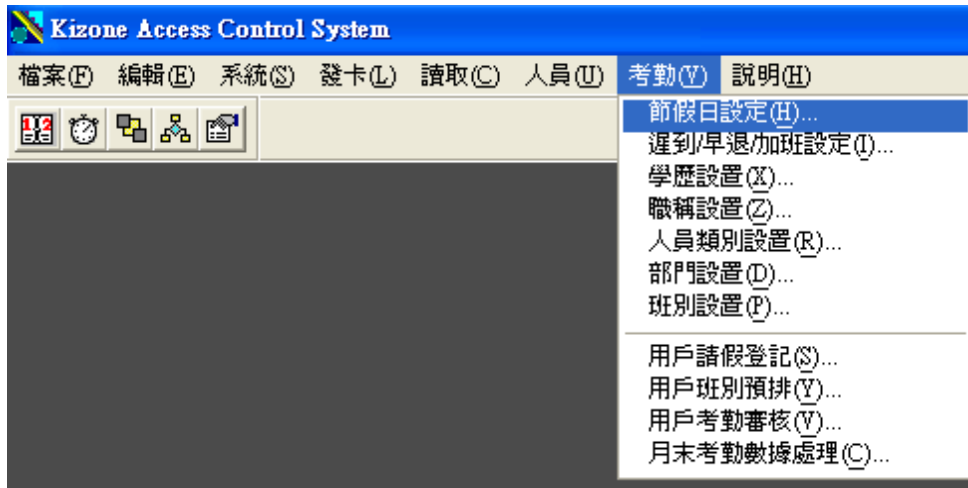 Kizone Access Control System
檔案(F) 編輯(E) 系統(S) 發卡(L) 讀取(C) 人員(U) 考勤(V) 說明(H)
節假日設定(H)...
遲到/早退/加班設定(I)...
學歷設置(X)...
職稱設置(Z)...
人員類別設置(R)...
部門設置(D)...
班別設置(P)...
用戶請假登記(S)...
用戶班別預排(Y)...
用戶考勤審核(V)...
月末考勤數據處理(C)...